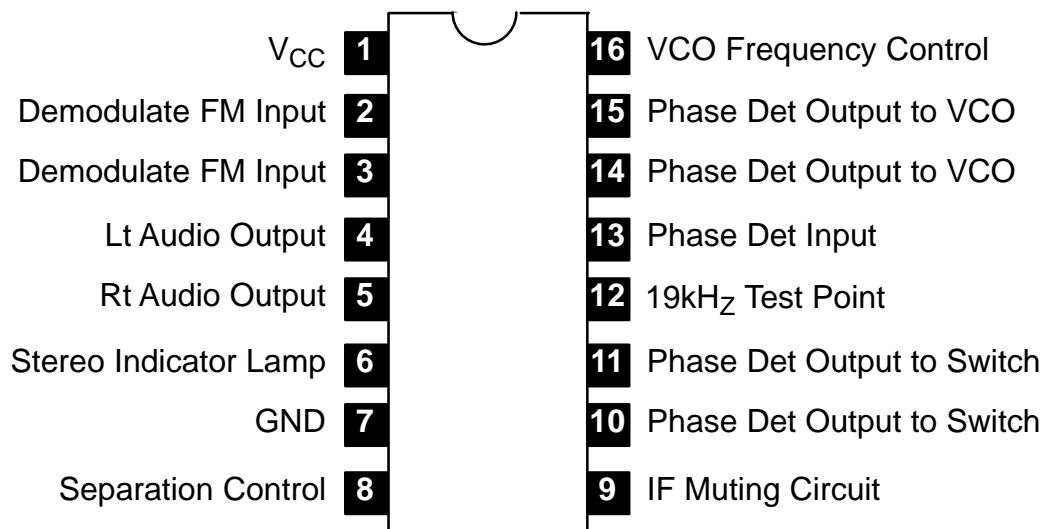 V_CC 1 16 VCO Frequency Control
Demodulate FM Input 2 15 Phase Det Output to VCO
Demodulate FM Input 3 14 Phase Det Output to VCO
Lt Audio Output 4 13 Phase Det Input
Rt Audio Output 5 12 19kH_Z Test Point
Stereo Indicator Lamp 6 11 Phase Det Output to Switch
GND 7 10 Phase Det Output to Switch
Separation Control 8 9 IF Muting Circuit